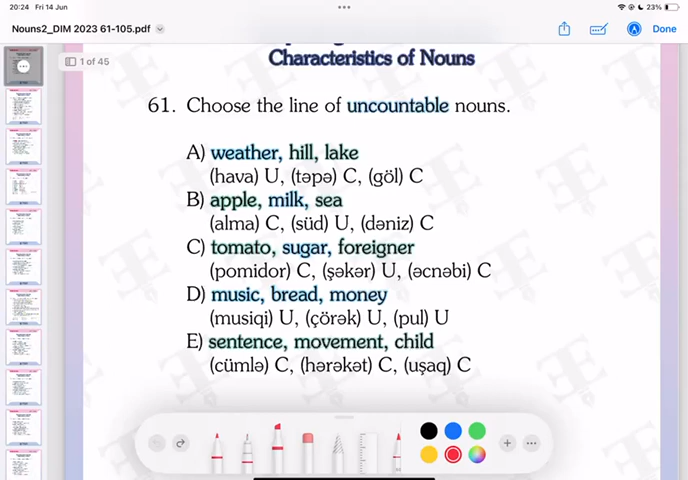 20:24 Fri 14 Jun
23%
Nouns2_DIM 2023 61-105.pdf
Done
1 of 45
Characteristics of Nouns
61. Choose the line of uncountable nouns.
A) weather, hill, lake
(hava) U, (təpə) C, (göl) C
B) apple, milk, sea
(alma) C, (süd) U, (dəniz) C
C) tomato, sugar, foreigner
(pomidor) C, (şəkər) U, (əcnəbi) C
D) music, bread, money
(musiqi) U, (çörək) U, (pul) U
E) sentence, movement, child
(cümlə) C, (hərəkət) C, (uşaq) C